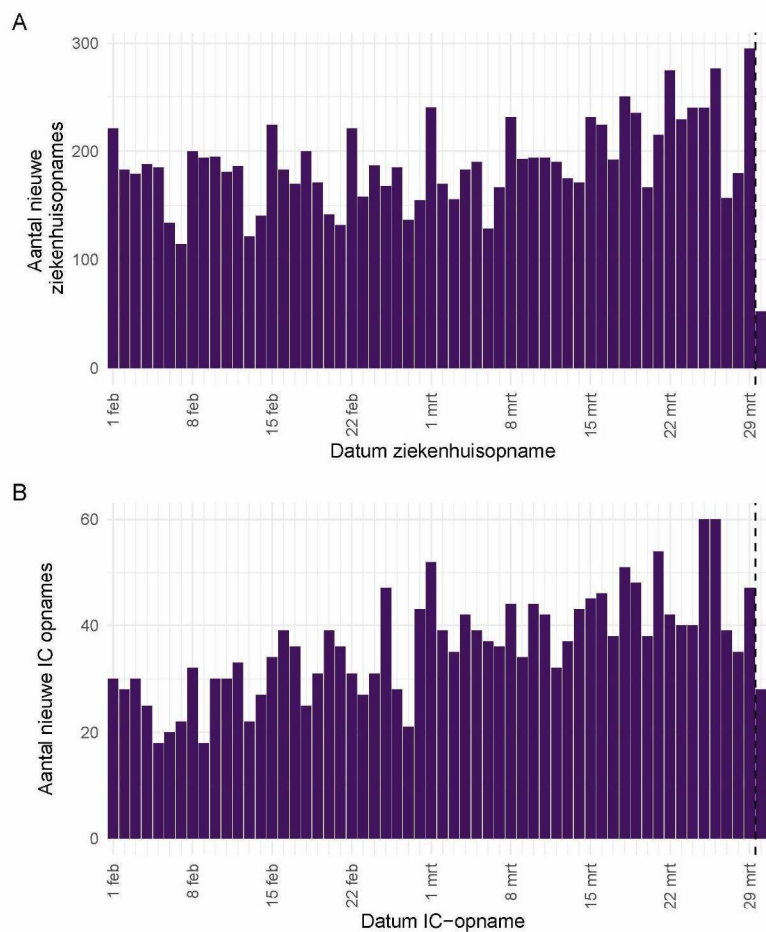 A
Aantal nieuwe
ziekenhuisopnames
300
200
100
0
1 feb
8 feb
15 feb
22 feb
1 mrt
8 mrt
15 mrt
22 mrt
29 mrt
Datum ziekenhuisopname
B
Aantal nieuwe IC opnames
60
40
20
0
1 feb
8 feb
15 feb
22 feb
1 mrt
8 mrt
15 mrt
22 mrt
29 mrt
Datum IC-opname